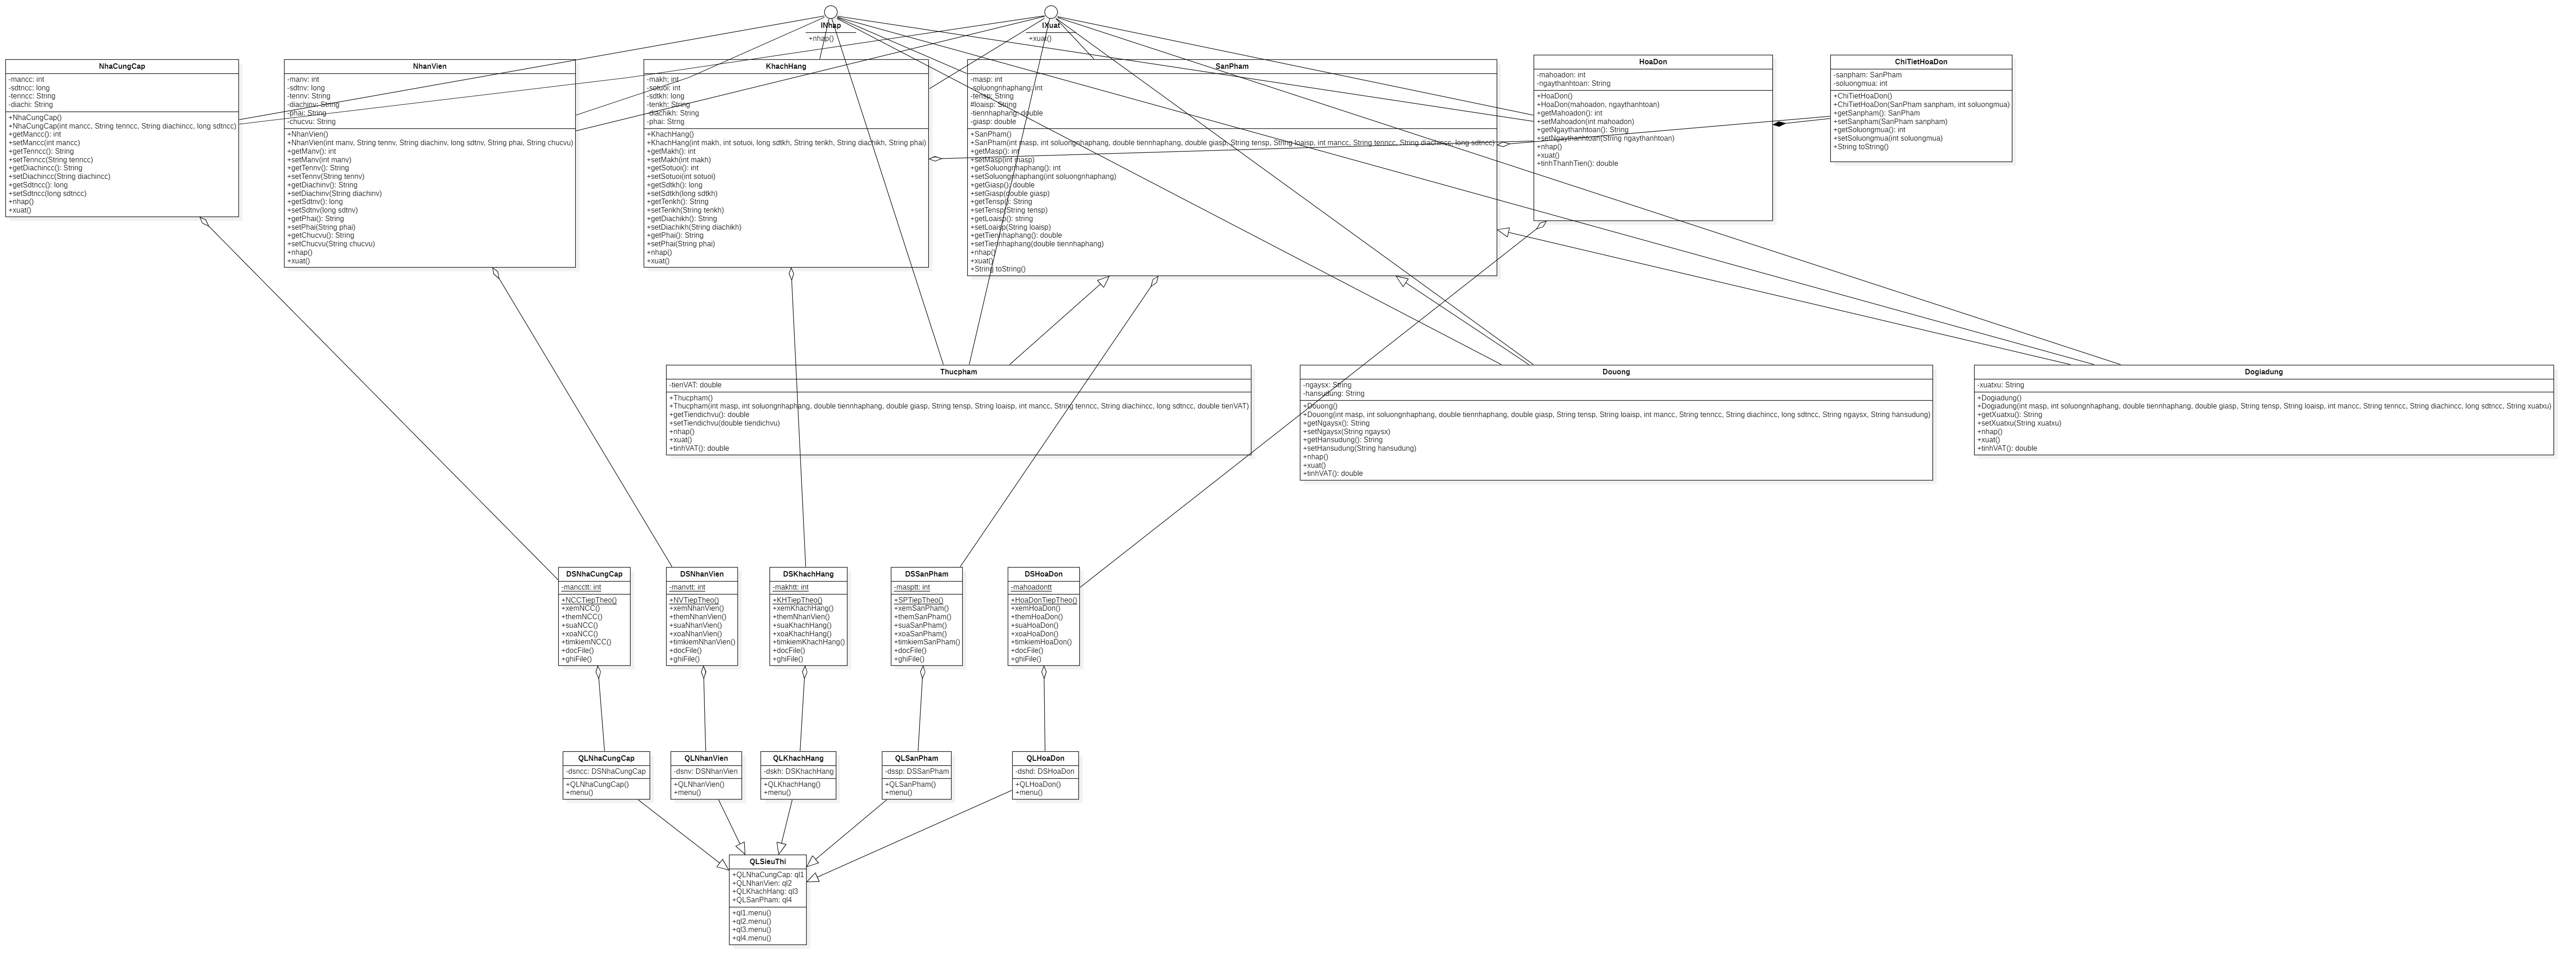 INhap
+nhap()
IXuat
+xuat()
NhaCungCap
-mancc: int
-sdtncc: long
-tenncc: String
-diachi: String
+NhaCungCap()
+NhaCungCap(int mancc, String tenncc, String diachincc, long sdtncc)
+getMancc(): int
+setMancc(int mancc)
+getTenncc(): String
+setTenncc(String tenncc)
+getDiachincc(): String
+setDiachincc(String diachincc)
+getSdtncc(): long
+setSdtncc(long sdtncc)
+nhap()
+xuat()
NhanVien
-manv: int
-sdtnv: long
-tennv: String
-diachinv: String
-phai: String
-chucvu: String
+NhanVien()
+NhanVien(int manv, String tennv, String diachinv, long sdtnv, String phai, String chucvu)
+getManv(): int
+setManv(int manv)
+getTennv(): String
+setTennv(String tennv)
+getDiachinv(): String
+setDiachinv(String diachinv)
+getSdtnv(): long
+setSdtnv(long sdtnv)
+getPhai(): String
+setPhai(String phai)
+getChucvu(): String
+setChucvu(String chucvu)
+nhap()
+xuat()
KhachHang
-makh: int
-sotuoi: int
-sdtkh: long
-tenkh: String
-diachikh: String
-phai: Strng
+KhachHang()
+KhachHang(int makh, int sotuoi, long sdtkh, String tenkh, String diachikh, String phai)
+getMakh(): int
+setMakh(int makh)
+getSotuoi(): int
+setSotuoi(int sotuoi)
+getSdtkh(): long
+setSdtkh(long sdtkh)
+getTenkh(): String
+setTenkh(String tenkh)
+getDiachikh(): String
+setDiachikh(String diachikh)
+getPhai(): String
+setPhai(String phai)
+nhap()
+xuat()
SanPham
-masp: int
-soluongnhaphang: int
-tensp: String
#loaisp: String
-tiennhaphang: double
-giasp: double
+SanPham()
+SanPham(int masp, int soluongnhaphang, double tiennhaphang, double giasp, String tensp, String loaisp, int mancc, String tenncc, String diachincc, long sdtncc)
+getMasp(): int
+setMasp(int masp)
+getSoluongnhaphang(): int
+setSoluongnhaphang(int soluongnhaphang)
+getGiasp(): double
+setGiasp(double giasp)
+getTensp(): String
+setTensp(String tensp)
+getLoaisp(): string
+setLoaisp(String loaisp)
+getTiennhaphang(): double
+setTiennhaphang(double tiennhaphang)
+nhap()
+xuat()
+String toString()
HoaDon
-mahoadon: int
-ngaythanhtoan: String
+HoaDon()
+HoaDon(mahoadon, ngaythanhtoan)
+getMahoadon(): int
+setMahoadon(int mahoadon)
+getNgaythanhtoan(): String
+setNgaythanhtoan(String ngaythanhtoan)
+nhap()
+xuat()
+tinhThanhTien(): double
ChiTietHoaDon
-sanpham: SanPham
-soluongmua: int
+ChiTietHoaDon()
+ChiTietHoaDon(SanPham sanpham, int soluongmua)
+getSanpham(): SanPham
+setSanpham(SanPham sanpham)
+getSoluongmua(): int
+setSoluongmua(int soluongmua)
+String toString()
Thucpham
-tienVAT: double
+Thucpham()
+Thucpham(int masp, int soluongnhaphang, double tiennhaphang, double giasp, String tensp, String loaisp, int mancc, String tenncc, String diachincc, long sdtncc, double tienVAT)
+getTiendichvu(): double
+setTiendichvu(double tiendichvu)
+nhap()
+xuat()
+tinhVAT(): double
Douong
-ngaysx: String
-hansudung: String
+Douong()
+Douong(int masp, int soluongnhaphang, double tiennhaphang, double giasp, String tensp, String loaisp, int mancc, String tenncc, String diachincc, long sdtncc, String ngaysx, String hansudung)
+getNgaysx(): String
+setNgaysx(String ngaysx)
+getHansudung(): String
+setHansudung(String hansudung)
+nhap()
+xuat()
+tinhVAT(): double
Dogiadung
-xuatxu: String
+Dogiadung()
+Dogiadung(int masp, int soluongnhaphang, double tiennhaphang, double giasp, String tensp, String loaisp, int mancc, String tenncc, String diachincc, long sdtncc, String xuatxu)
+getXuatxu(): String
+setXuatxu(String xuatxu)
+nhap()
+xuat()
+tinhVAT(): double
DSNhaCungCap
-mancctt: int
+NCCTiepTheo()
+xemNCC()
+themNCC()
+suaNCC()
+xoaNCC()
+timkiemNCC()
+docFile()
+ghiFile()
DSNhanVien
-manvtt: int
+NVTiepTheo()
+xemNhanVien()
+themNhanVien()
+suaNhanVien()
+xoaNhanVien()
+timkiemNhanVien()
+docFile()
+ghiFile()
DSKhachHang
-makhtt: int
+KHTiepTheo()
+xemKhachHang()
+themNhanVien()
+suaKhachHang()
+xoaKhachHang()
+timkiemKhachHang()
+docFile()
+ghiFile()
DSSanPham
-masptt: int
+SPTiepTheo()
+xemSanPham()
+themSanPham()
+suaSanPham()
+xoaSanPham()
+timkiemSanPham()
+docFile()
+ghiFile()
DSHoaDon
-mahoadontt
+HoaDonTiepTheo()
+xemHoaDon()
+themHoaDon()
+suaHoaDon()
+xoaHoaDon()
+timkiemHoaDon()
+docFile()
+ghiFile()
QLNhaCungCap
-dsncc: DSNhaCungCap
+QLNhaCungCap()
+menu()
QLNhanVien
-dsnv: DSNhanVien
+QLNhanVien()
+menu()
QLKhachHang
-dskh: DSKhachHang
+QLKhachHang()
+menu()
QLSanPham
-dssp: DSSanPham
+QLSanPham()
+menu()
QLHoaDon
-dshd: DSHoaDon
+QLHoaDon()
+menu()
QLSieuThi
+QLNhaCungCap: ql1
+QLNhanVien: ql2
+QLKhachHang: ql3
+QLSanPham: ql4
+ql1.menu()
+ql2.menu()
+ql3.menu()
+ql4.menu()